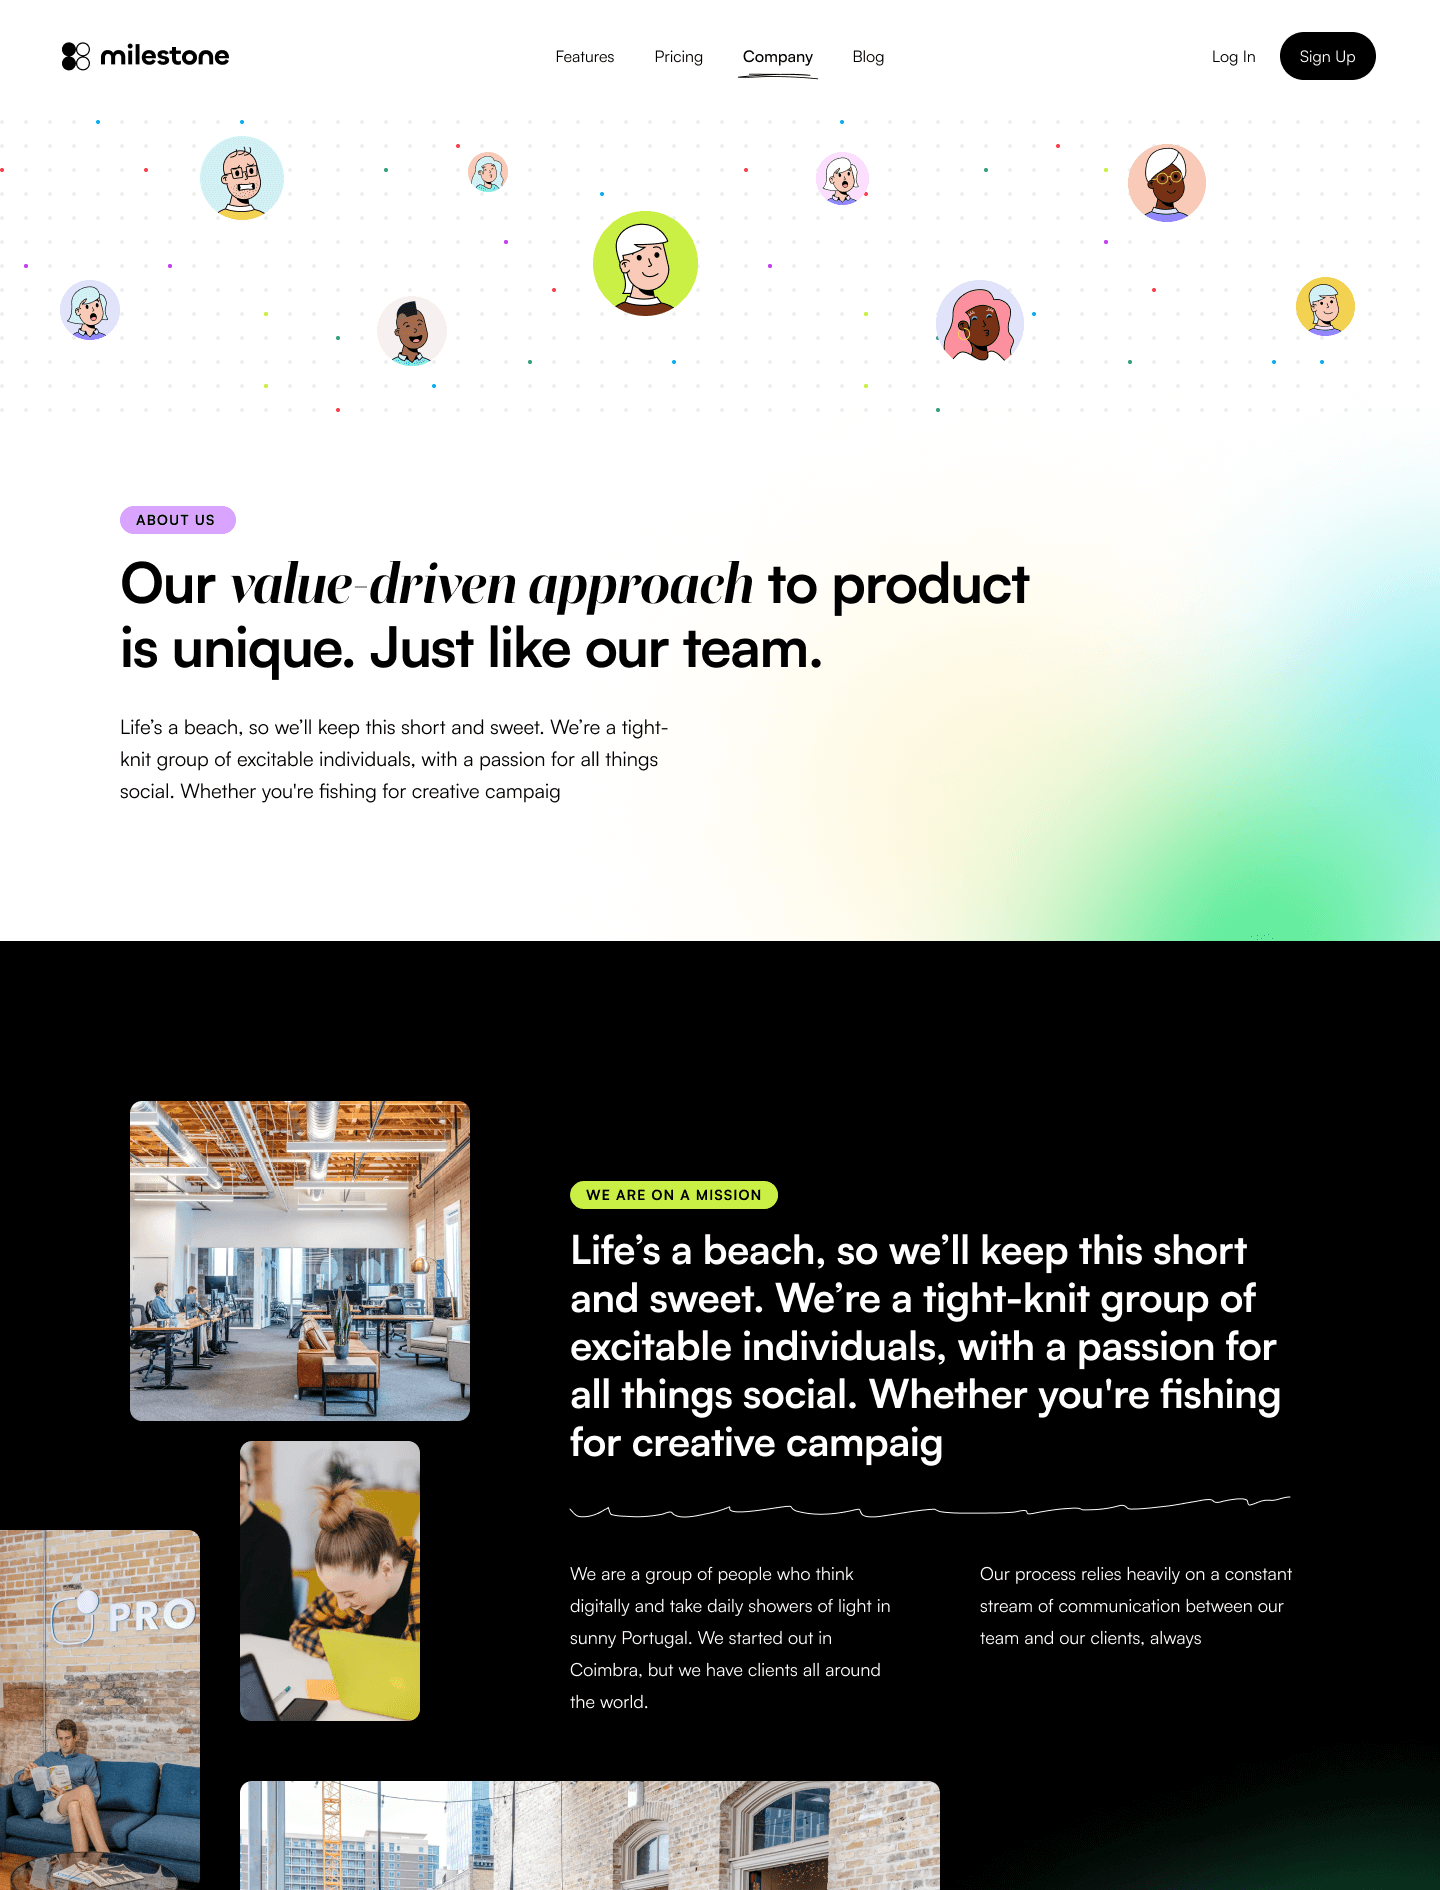 milestone
Features
Pricing
Company
Blog
Log In
Sign Up
ABOUT US
Our value-driven approach to product
is unique. Just like our team.
Life’s a beach, so we’ll keep this short and sweet. We’re a tight-
knit group of excitable individuals, with a passion for all things
social. Whether you're fishing for creative campaig
WE ARE ON A MISSION
Life’s a beach, so we’ll keep this short
and sweet. We’re a tight-knit group of
excitable individuals, with a passion for
all things social. Whether you're fishing
for creative campaig
PRO
We are a group of people who think
digitally and take daily showers of light in
sunny Portugal. We started out in
Coimbra, but we have clients all around
the world.
Our process relies heavily on a constant
stream of communication between our
team and our clients, always